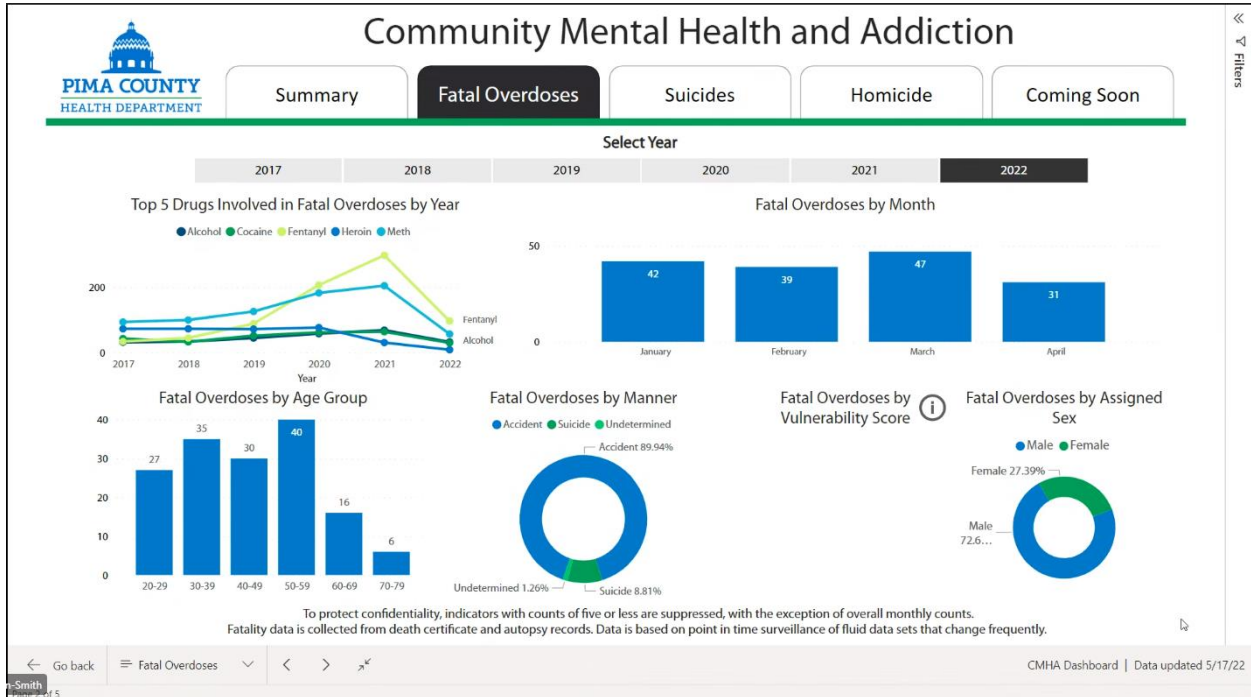 Community Mental Health and Addiction
PIMA COUNTY
HEALTH DEPARTMENT
Summary
Fatal Overdoses
Suicides
Homicide
Coming Soon
Filters
Select Year
2017 2018 2019 2020 2021 2022
Top 5 Drugs Involved in Fatal Overdoses by Year
Alcohol Cocaine Fentanyl Heroin Meth
200
0
Fentanyl
Alcohol
2017 2018 2019 2020 2021 2022
Year
Fatal Overdoses by Month
50
0
42 39 47 31
January February March April
Fatal Overdoses by Age Group
40
30
20
10
0
27 35 30 40 16 6
20-29 30-39 40-49 50-59 60-69 70-79
Fatal Overdoses by Manner
Accident Suicide Undetermined
Accident 89.94%
Undetermined 1.26%
Suicide 8.81%
Fatal Overdoses by
Vulnerability Score
i
Fatal Overdoses by Assigned
Sex
Male Female
Female 27.39%
Male
72.6...
To protect confidentiality, indicators with counts of five or less are suppressed, with the exception of overall monthly counts.
Fatality data is collected from death certificate and autopsy records. Data is based on point in time surveillance of fluid data sets that change frequently.
Go back
Fatal Overdoses
CMHA Dashboard | Data updated 5/17/22
n-Smith
Page 2 of 5